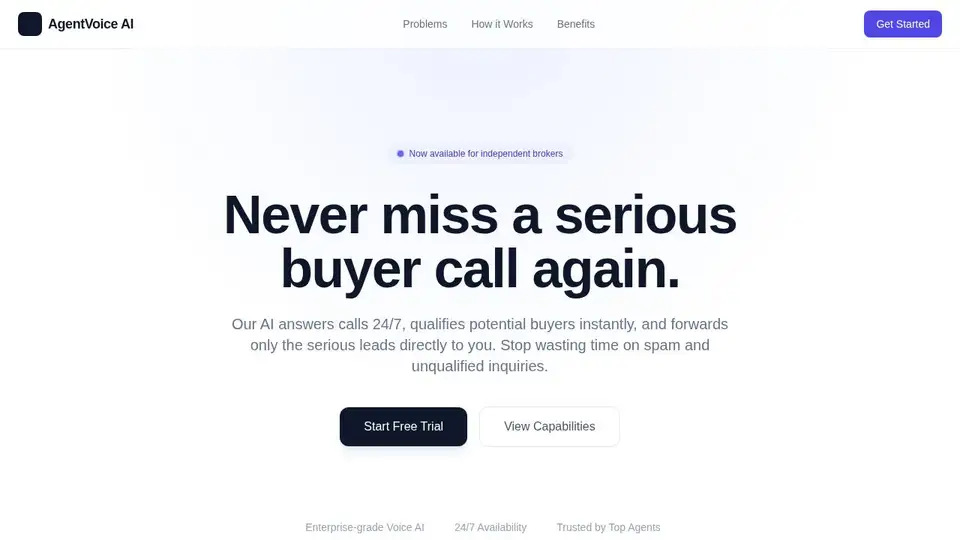 AgentVoice AI
Problems
How it Works
Benefits
Get Started
Now available for independent brokers
Never miss a serious
buyer call again.
Our AI answers calls 24/7, qualifies potential buyers instantly, and forwards
only the serious leads directly to you. Stop wasting time on spam and
unqualified inquiries.
Start Free Trial
View Capabilities
Enterprise-grade Voice AI
24/7 Availability
Trusted by Top Agents